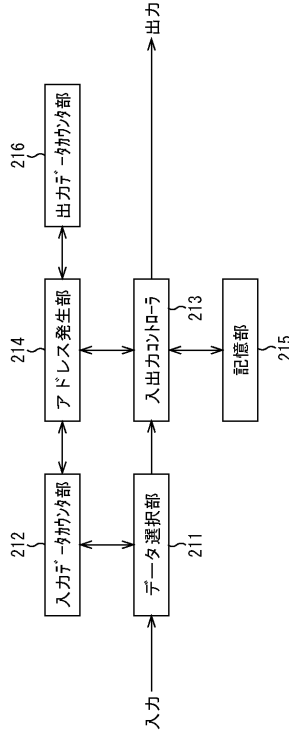 212
入力データカウンタ部
214
アドレス発生部
216
出力データカウンタ部
入力
データ選択部
211
入出力コントローラ
213
出力
記憶部
215